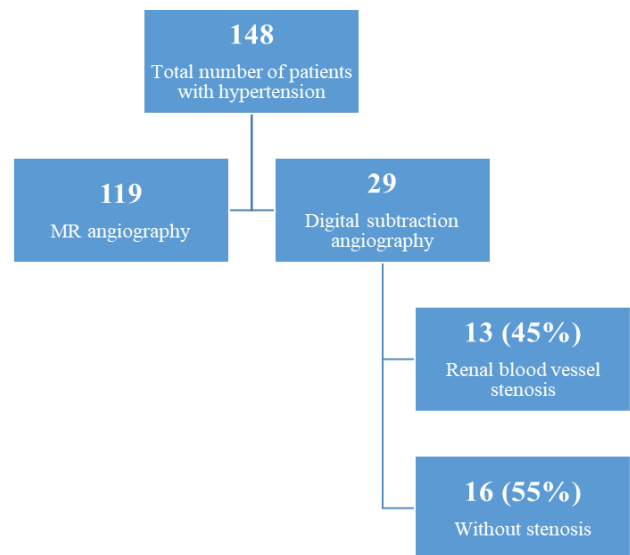 148
Total number of patients
with hypertension
119
MR angiography
29
Digital subtraction
angiography
13 (45%)
Renal blood vessel
stenosis
16 (55%)
Without stenosis